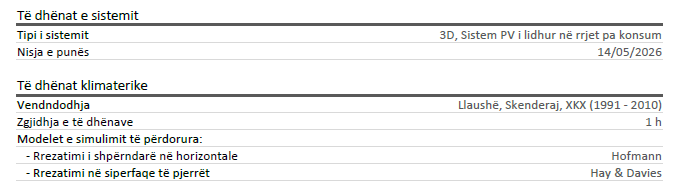 Të dhënat e sistemit
Tipi i sistemit 3D, Sistem PV i lidhur në rrjet pa konsum
Nisja e punës 14/05/2026
Të dhënat klimaterike
Vendndodhja Llaushë, Skenderaj, XKX (1991 - 2010)
Zgjidhja e të dhënave 1 h
Modelet e simulimit të përdorura:
- Rrezatimi i shpërndarë në horizontale Hofmann
- Rrezatimi në siperfaqe të pjerrët Hay & Davies